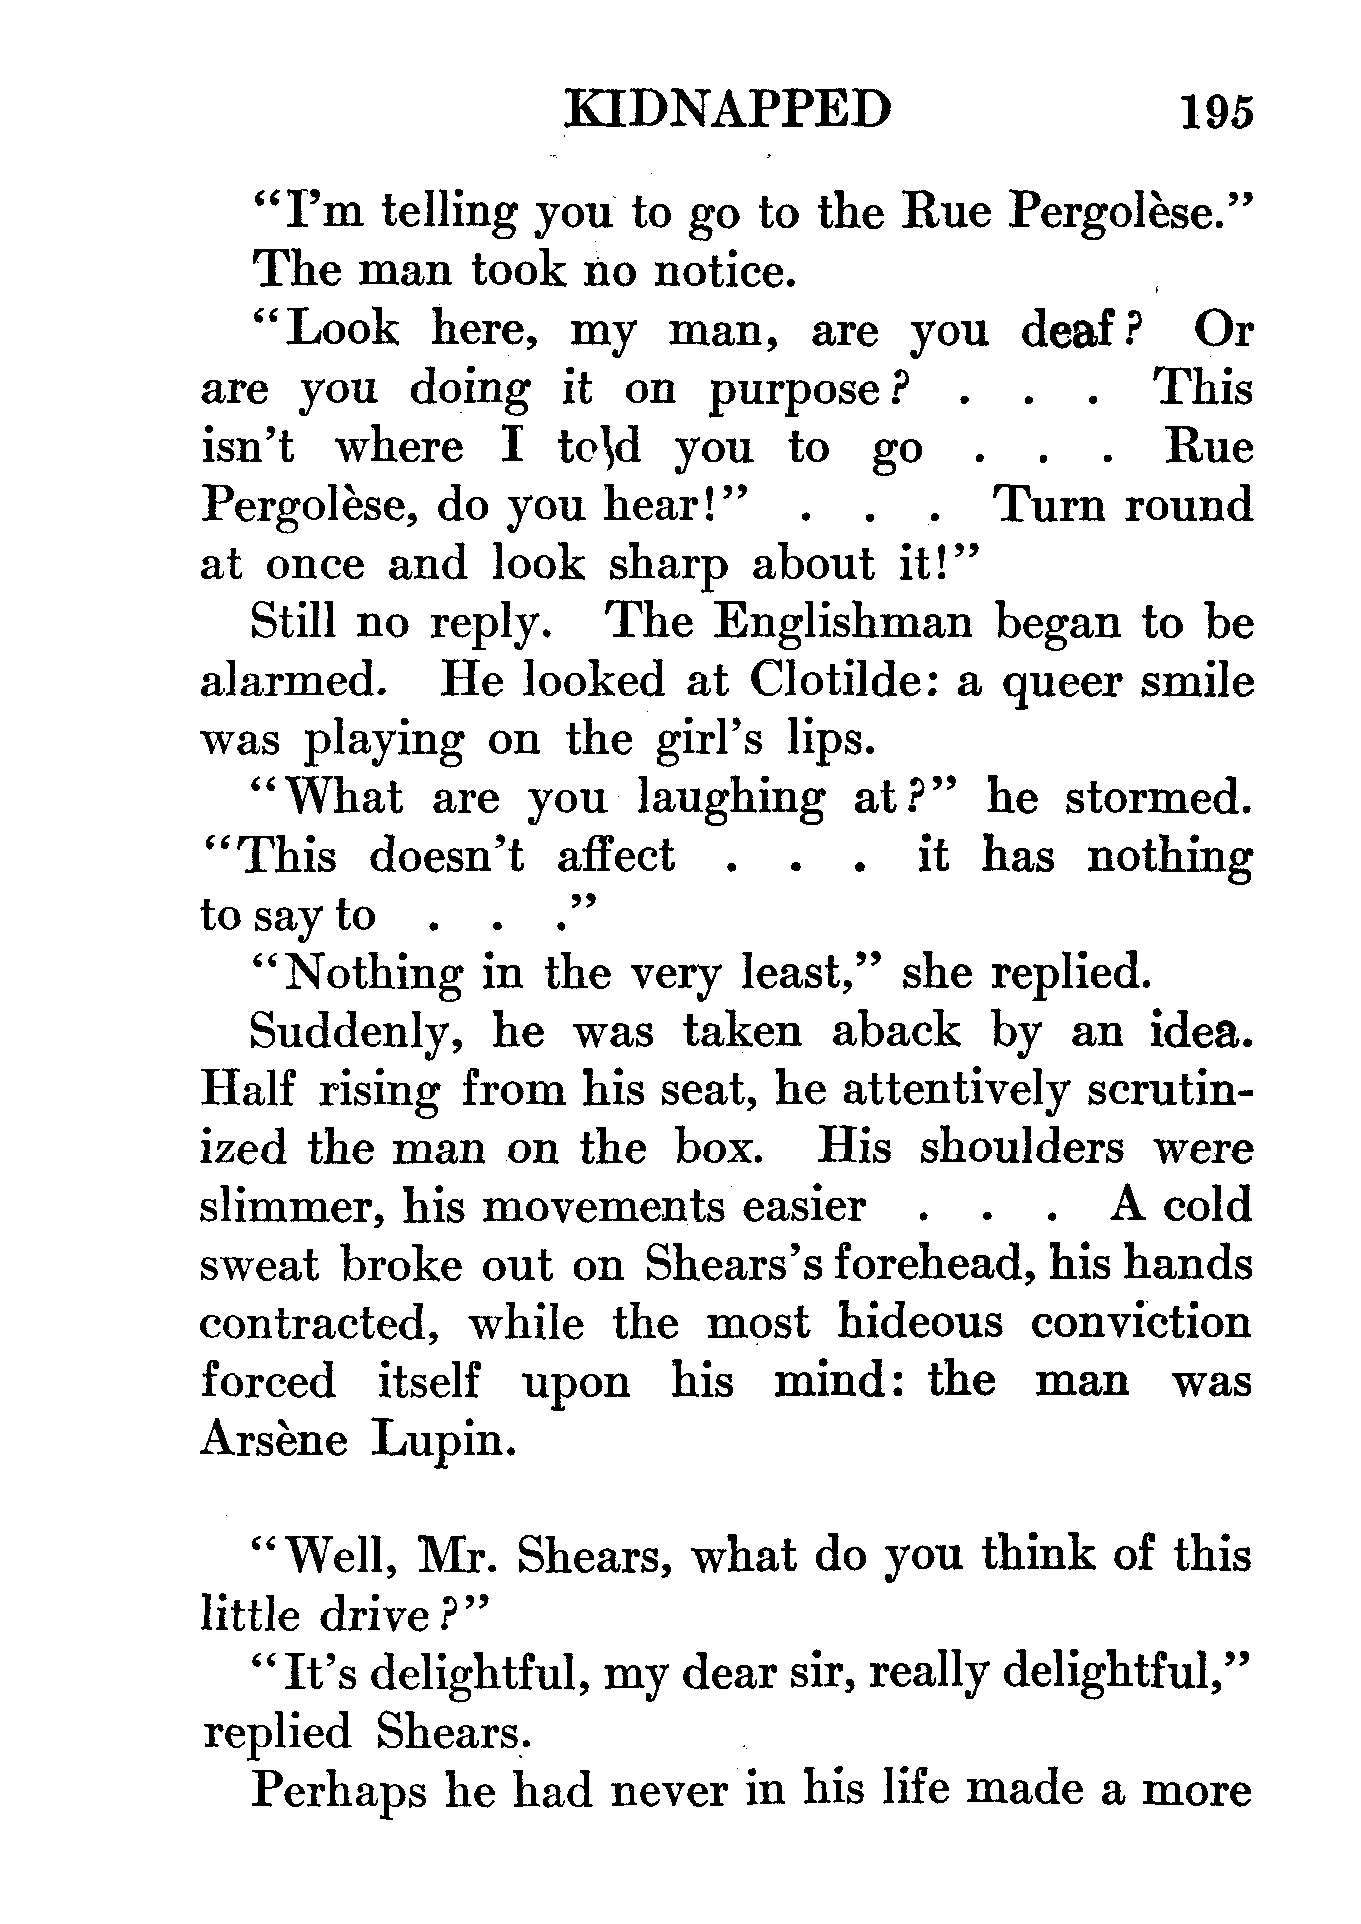 KIDNAPPED 195
“I’m telling you to go to the Rue Pergolèse.”
The man took no notice.
“Look here, my man, are you deaf? Or
are you doing it on purpose? . . . This
isn’t where I told you to go . . . Rue
Pergolèse, do you hear!” . . . Turn round
at once and look sharp about it!”
Still no reply. The Englishman began to be
alarmed. He looked at Clotilde: a queer smile
was playing on the girl’s lips.
“What are you laughing at?” he stormed.
“This doesn’t affect . . . it has nothing
to say to . . .”
“Nothing in the very least,” she replied.
Suddenly, he was taken aback by an idea.
Half rising from his seat, he attentively scrutin-
ized the man on the box. His shoulders were
slimmer, his movements easier . . . A cold
sweat broke out on Shears’s forehead, his hands
contracted, while the most hideous conviction
forced itself upon his mind: the man was
Arsène Lupin.
“Well, Mr. Shears, what do you think of this
little drive?”
“It’s delightful, my dear sir, really delightful,”
replied Shears.
Perhaps he had never in his life made a more